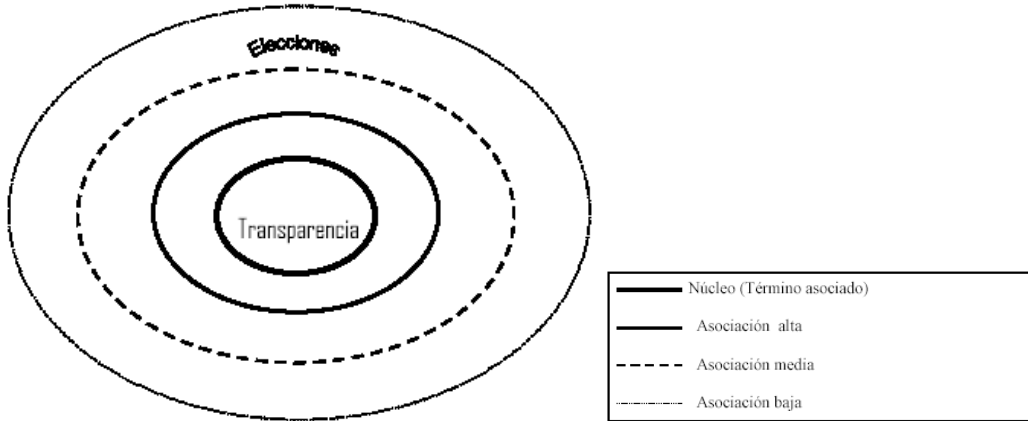 Elecciones
Transparencia
Núcleo (Término asociado)
Asociación alta
Asociación media
Asociación baja